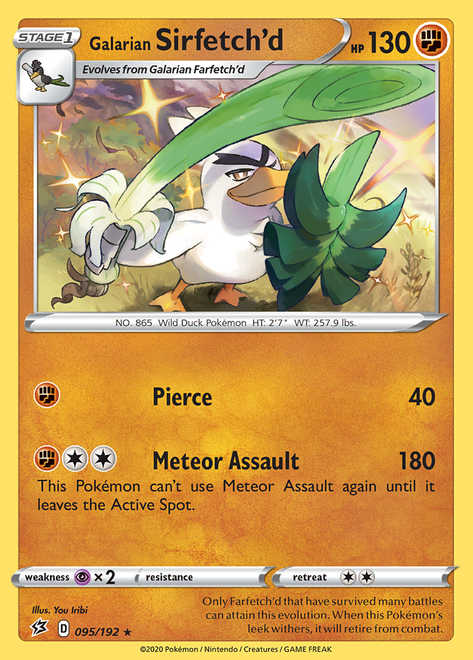 STAGE 1 Galarian Sirfetch'd HP 130
Evolves from Galarian Farfetch'd
NO. 865 Wild Duck Pokémon HT: 2'7" WT: 257.9 lbs.
Pierce 40
Meteor Assault 180
This Pokémon can't use Meteor Assault again until it
leaves the Active Spot.
weakness ×2 resistance retreat
Illus. You Iribi
Only Farfetch'd that have survived many battles
can attain this evolution. When this Pokémon's
leek withers, it will retire from combat.
D 095/192 ★
©2020 Pokémon / Nintendo / Creatures / GAME FREAK